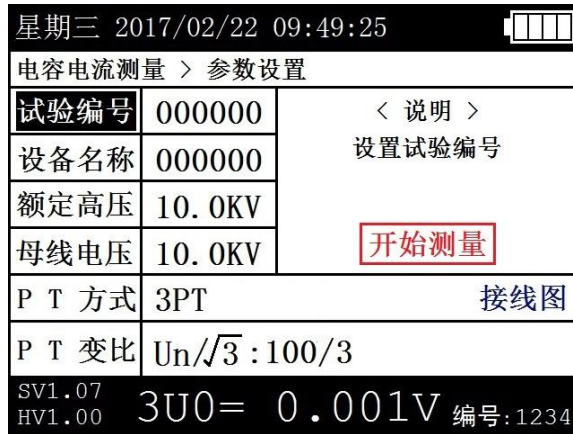 星期三 2017/02/22 09:49:25
电容电流测量 > 参数设置
试验编号 000000
设备名称 000000
额定高压 10.0KV
母线电压 10.0KV
< 说明 >
设置试验编号
开始测量
P T 方式 3PT 接线图
P T 变比 Un/√3:100/3
SV1.07
HV1.00
3U0= 0.001V 编号:1234